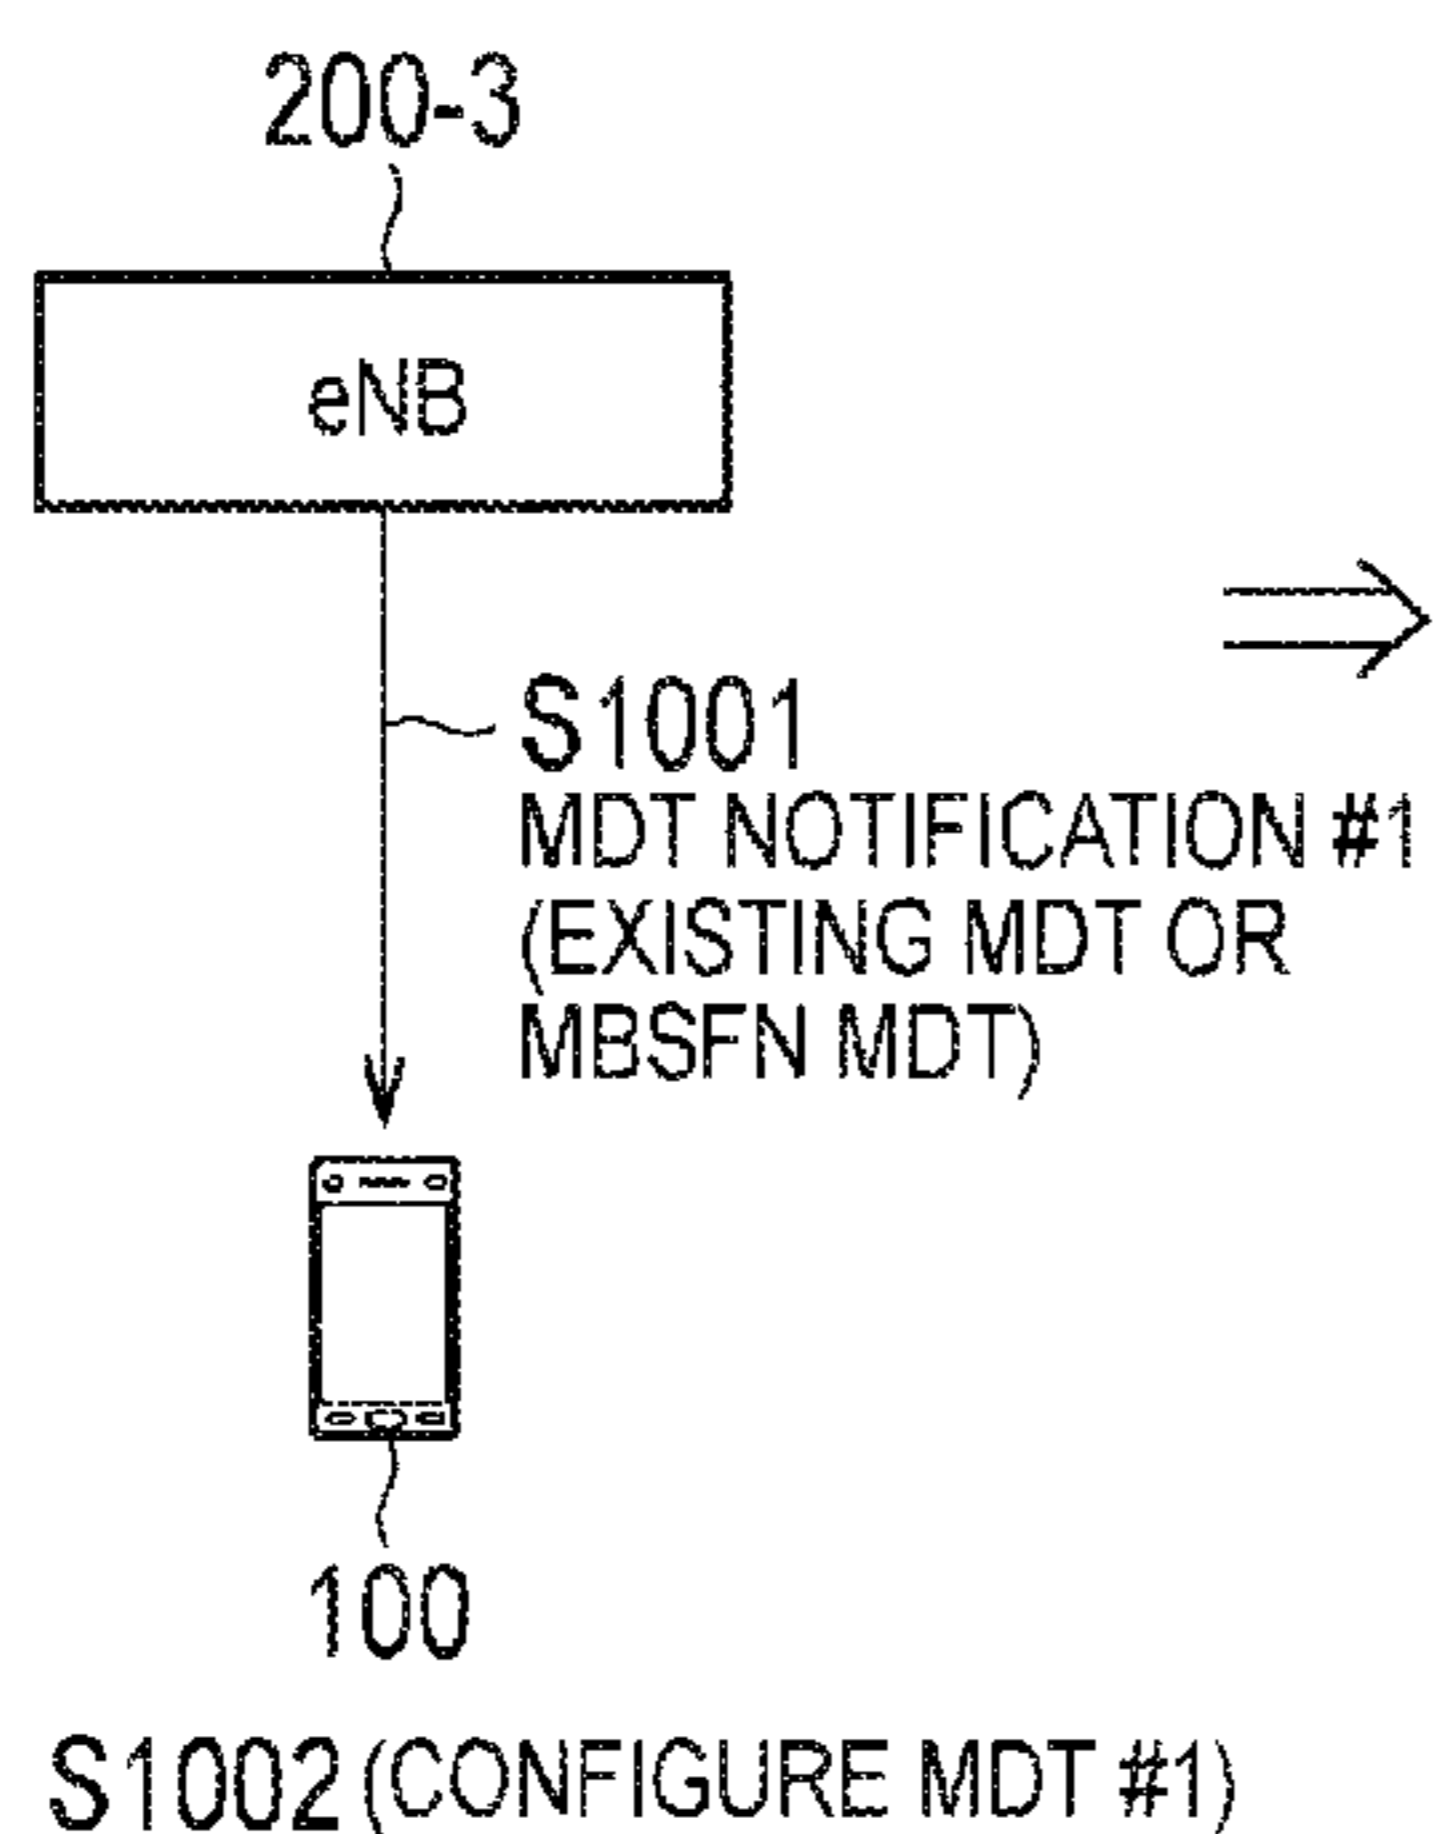 200-3
eNB
S1001
MDT NOTIFICATION #1
(EXISTING MDT OR
MBSFN MDT)
100
S1002 (CONFIGURE MDT #1)